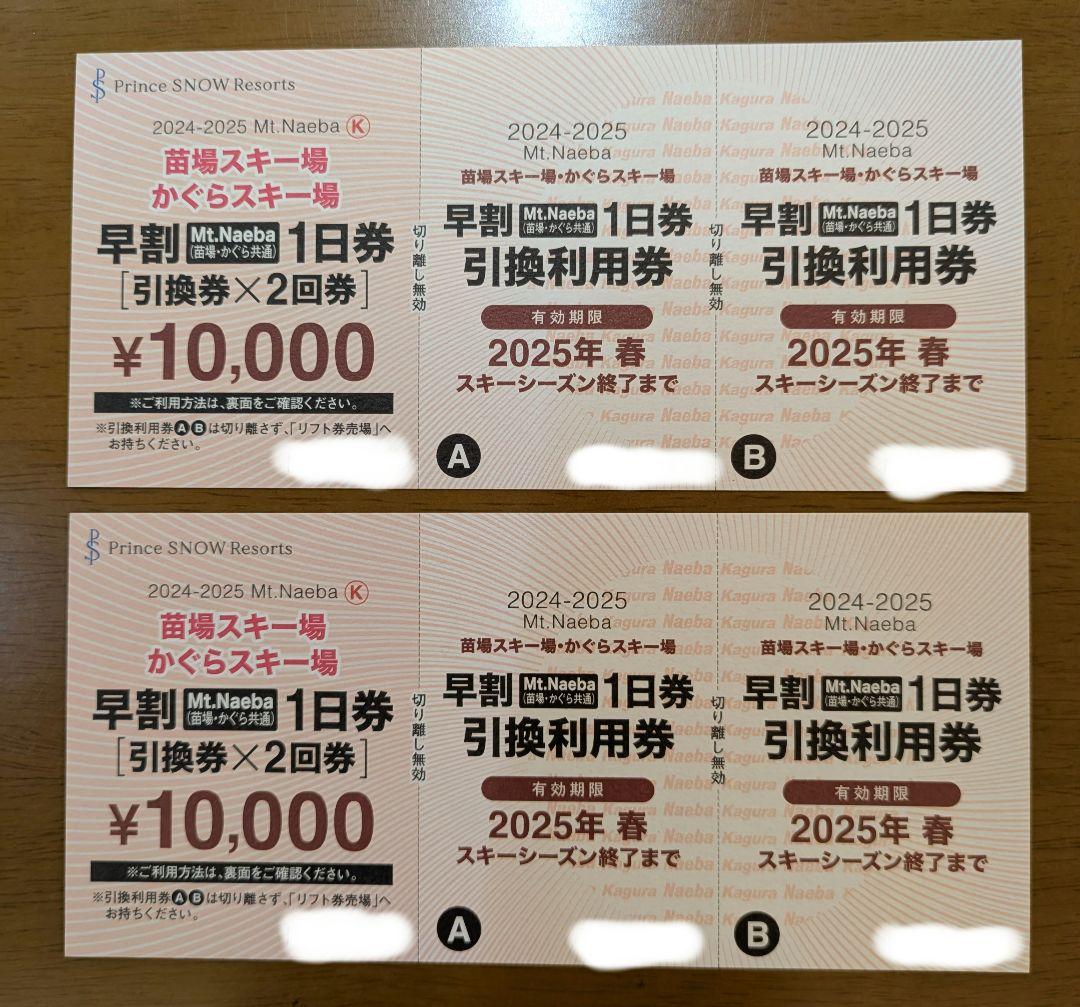 Prince SNOW Resorts
2024-2025 Mt.Naeba Ⓚ
苗場スキー場
かぐらスキー場
早割 Mt.Naeba (苗場・かぐら共通) 1日券
[引換券×2回券]
¥10,000
※ご利用方法は、裏面をご確認ください。
※引換利用券ABは切り離さず、「リフト券売場」へ
お持ちください。
切り離し無効
2024-2025
Mt.Naeba
苗場スキー場・かぐらスキー場
早割 Mt.Naeba (苗場・かぐら共通) 1日券
引換利用券
有効期限
2025年 春
スキーシーズン終了まで
A
切り離し無効
2024-2025
Mt.Naeba
苗場スキー場・かぐらスキー場
早割 Mt.Naeba (苗場・かぐら共通) 1日券
引換利用券
有効期限
2025年 春
スキーシーズン終了まで
B
Prince SNOW Resorts
2024-2025 Mt.Naeba Ⓚ
苗場スキー場
かぐらスキー場
早割 Mt.Naeba (苗場・かぐら共通) 1日券
[引換券×2回券]
¥10,000
※ご利用方法は、裏面をご確認ください。
※引換利用券ABは切り離さず、「リフト券売場」へ
お持ちください。
切り離し無効
2024-2025
Mt.Naeba
苗場スキー場・かぐらスキー場
早割 Mt.Naeba (苗場・かぐら共通) 1日券
引換利用券
有効期限
2025年 春
スキーシーズン終了まで
A
切り離し無効
2024-2025
Mt.Naeba
苗場スキー場・かぐらスキー場
早割 Mt.Naeba (苗場・かぐら共通) 1日券
引換利用券
有効期限
2025年 春
スキーシーズン終了まで
B